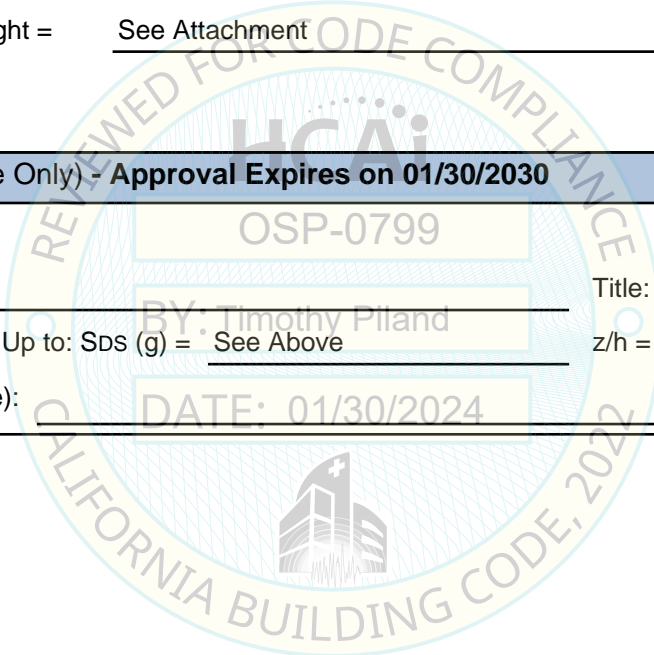 ght = See Attachment
REVIEWED FOR CODE COMPLIANCE
HCAi
e Only) - Approval Expires on 01/30/2030
OSP-0799
Title:
BY: Timothy Piland
Up to: SDS (g) = See Above z/h =
e):
DATE: 01/30/2024
CALIFORNIA BUILDING CODE, 2022